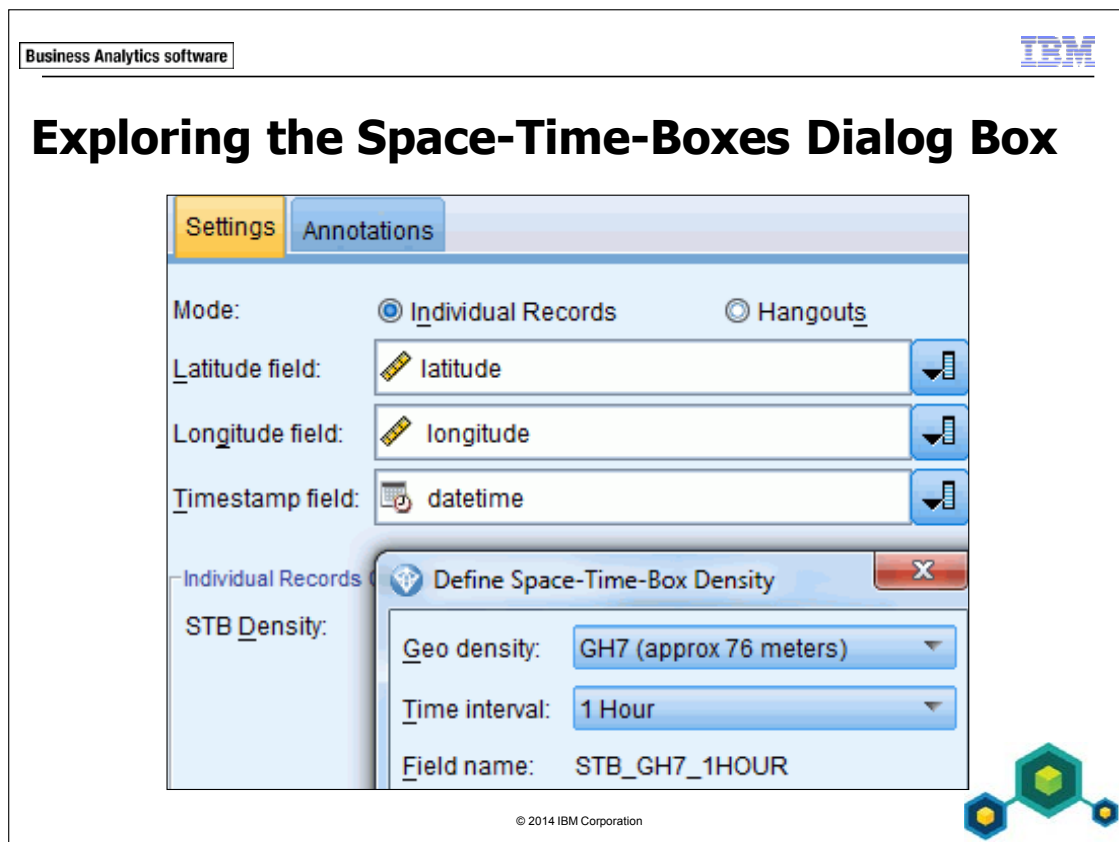 Business Analytics software
IBM
Exploring the Space-Time-Boxes Dialog Box
Settings Annotations
Mode: Individual Records Hangouts
Latitude field: latitude
Longitude field: longitude
Timestamp field: datetime
Individual Records
Define Space-Time-Box Density
STB Density:
Geo density: GH7 (approx 76 meters)
Time interval: 1 Hour
Field name: STB_GH7_1HOUR
© 2014 IBM Corporation